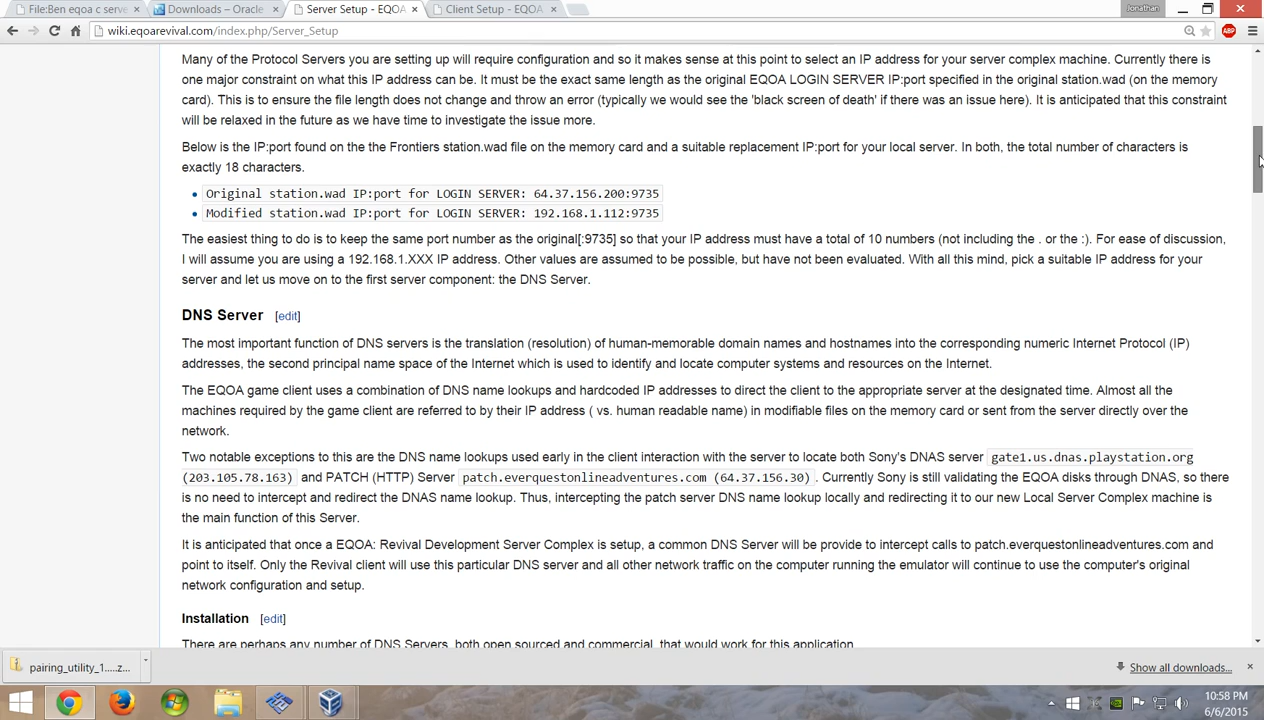 File:Ben eqoa c serve
Downloads – Oracle
Server Setup - EQOA
Client Setup - EQOA
Jonathan
wiki.eqoarevival.com/index.php/Server_Setup
ABP
Many of the Protocol Servers you are setting up will require configuration and so it makes sense at this point to select an IP address for your server complex machine. Currently there is
one major constraint on what this IP address can be. It must be the exact same length as the original EQOA LOGIN SERVER IP:port specified in the original station.wad (on the memory
card). This is to ensure the file length does not change and throw an error (typically we would see the 'black screen of death' if there was an issue here). It is anticipated that this constraint
will be relaxed in the future as we have time to investigate the issue more.
Below is the IP:port found on the the Frontiers station.wad file on the memory card and a suitable replacement IP:port for your local server. In both, the total number of characters is
exactly 18 characters.
Original station.wad IP:port for LOGIN SERVER: 64.37.156.200:9735
Modified station.wad IP:port for LOGIN SERVER: 192.168.1.112:9735
The easiest thing to do is to keep the same port number as the original[:9735] so that your IP address must have a total of 10 numbers (not including the . or the :). For ease of discussion,
I will assume you are using a 192.168.1.XXX IP address. Other values are assumed to be possible, but have not been evaluated. With all this mind, pick a suitable IP address for your
server and let us move on to the first server component: the DNS Server.
DNS Server [edit]
The most important function of DNS servers is the translation (resolution) of human-memorable domain names and hostnames into the corresponding numeric Internet Protocol (IP)
addresses, the second principal name space of the Internet which is used to identify and locate computer systems and resources on the Internet.
The EQOA game client uses a combination of DNS name lookups and hardcoded IP addresses to direct the client to the appropriate server at the designated time. Almost all the
machines required by the game client are referred to by their IP address ( vs. human readable name) in modifiable files on the memory card or sent from the server directly over the
network.
Two notable exceptions to this are the DNS name lookups used early in the client interaction with the server to locate both Sony's DNAS server gate1.us.dnas.playstation.org
(203.105.78.163) and PATCH (HTTP) Server patch.everquestonlineadventures.com (64.37.156.30) . Currently Sony is still validating the EQOA disks through DNAS, so there
is no need to intercept and redirect the DNAS name lookup. Thus, intercepting the patch server DNS name lookup locally and redirecting it to our new Local Server Complex machine is
the main function of this Server.
It is anticipated that once a EQOA: Revival Development Server Complex is setup, a common DNS Server will be provide to intercept calls to patch.everquestonlineadventures.com and
point to itself. Only the Revival client will use this particular DNS server and all other network traffic on the computer running the emulator will continue to use the computer's original
network configuration and setup.
Installation [edit]
There are perhaps any number of DNS Servers, both open sourced and commercial, that would work for this application.
pairing_utility_1.....z...
Show all downloads...
10:58 PM
6/6/2015